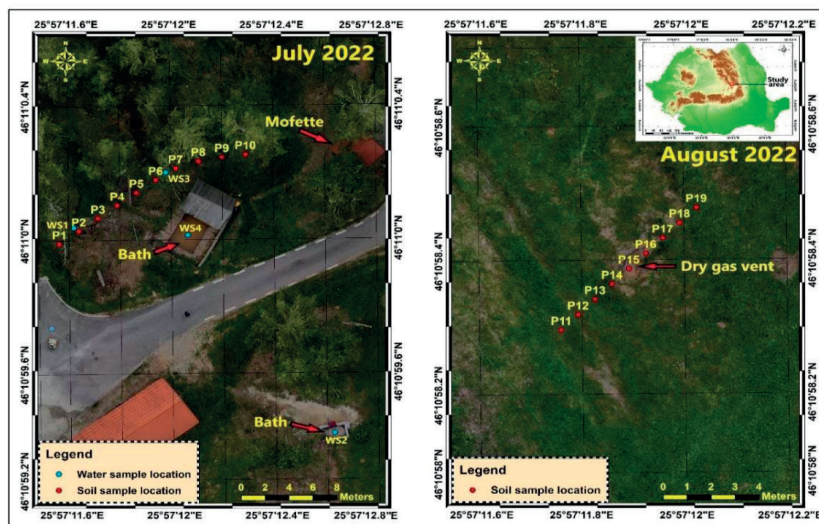 25°57'11.6"E 25°57'12"E 25°57'12.4"E 25°57'12.8"E
July 2022
N
W E
S
46°11'0.4"N
46°11'0"N
46°10'59.6"N
46°10'59.2"N
Mofette
P10
P9
P8
P7
P6
WS3
P5
P4
P3
P2
WS1
P1
WS4
Bath
Bath
WS2
Legend
Water sample location
Soil sample location
0 2 4 6 8
Meters
46°11'0.4"N
46°11'0"N
46°10'59.6"N
46°10'59.2"N
25°57'11.6"E 25°57'12"E 25°57'12.4"E 25°57'12.8"E
25°57'11.6"E 25°57'11.8"E 25°57'12"E 25°57'12.2"E
N
W E
S
Study
area
August 2022
46°10'58.6"N
46°10'58.4"N
46°10'58.2"N
46°10'58"N
P19
P18
P17
P16
P15
Dry gas vent
P14
P13
P12
P11
Legend
Soil sample location
0 1 2 3 4
Meters
46°10'58.6"N
46°10'58.4"N
46°10'58.2"N
46°10'58"N
25°57'11.6"E 25°57'11.8"E 25°57'12"E 25°57'12.2"E